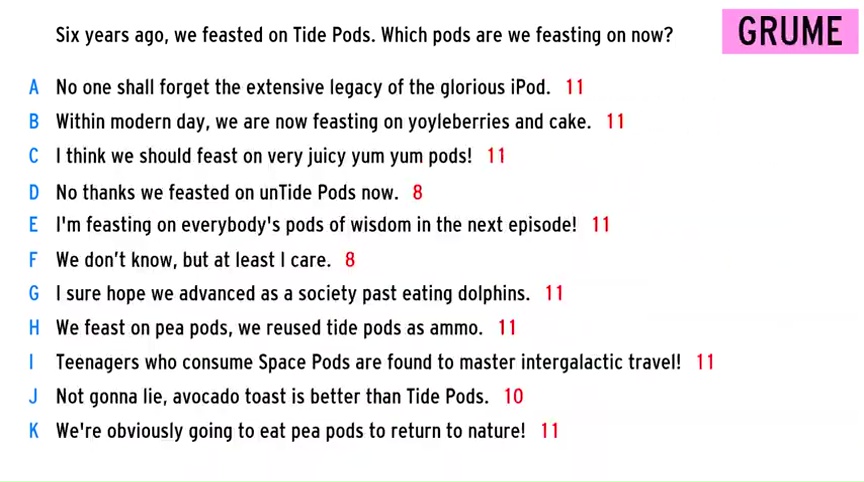 Six years ago, we feasted on Tide Pods. Which pods are we feasting on now?
GRUME
A No one shall forget the extensive legacy of the glorious iPod. 11
B Within modern day, we are now feasting on yoyleberries and cake. 11
C I think we should feast on very juicy yum yum pods! 11
D No thanks we feasted on unTide Pods now. 8
E I'm feasting on everybody's pods of wisdom in the next episode! 11
F We don't know, but at least I care. 8
G I sure hope we advanced as a society past eating dolphins. 11
H We feast on pea pods, we reused tide pods as ammo. 11
I Teenagers who consume Space Pods are found to master intergalactic travel! 11
J Not gonna lie, avocado toast is better than Tide Pods. 10
K We're obviously going to eat pea pods to return to nature! 11